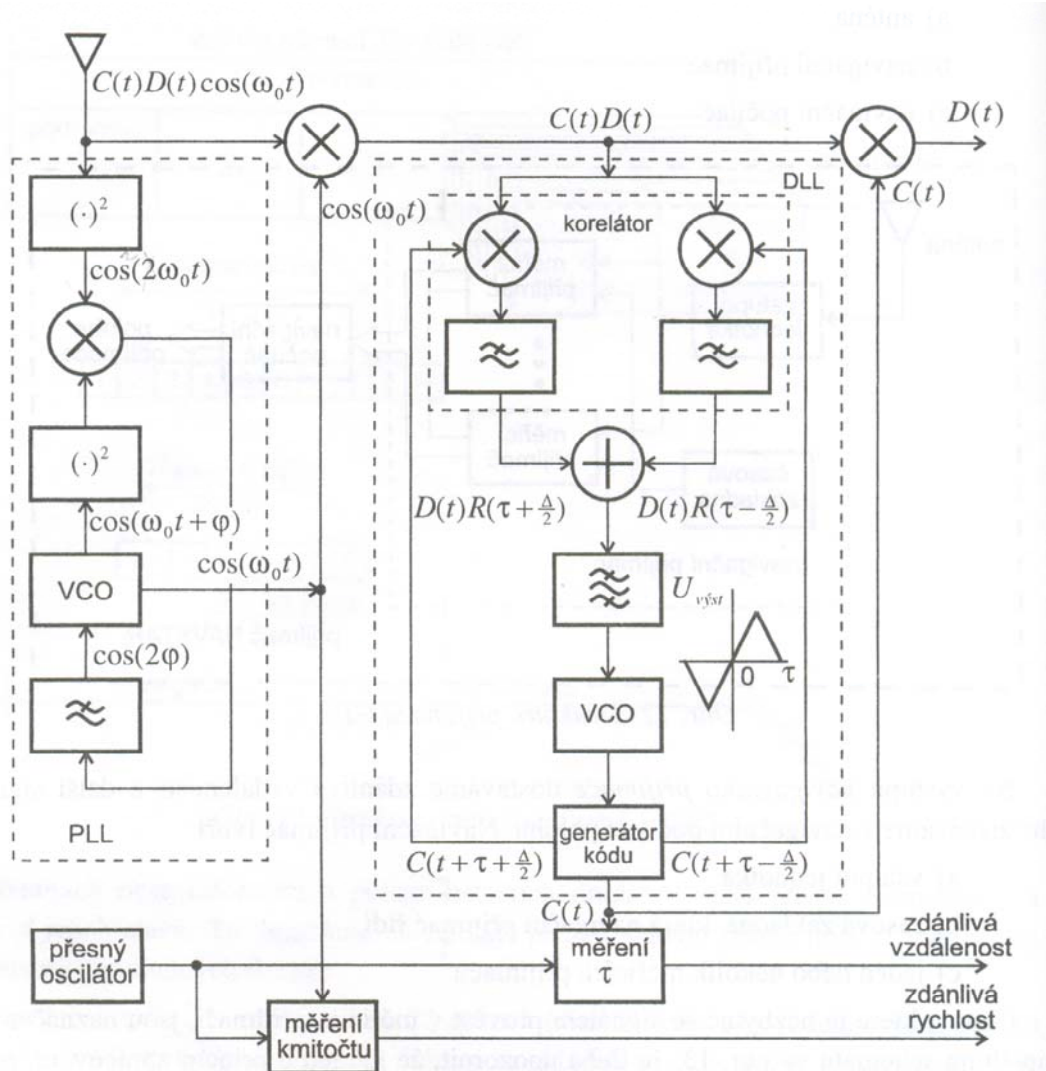 C(t)D(t)cos(ω₀t)
C(t)D(t)
D(t)
C(t)
DLL
(·)²
cos(ω₀t)
korelátor
cos(2ω₀t)
(·)²
D(t)R(τ+Δ/2)
D(t)R(τ−Δ/2)
cos(ω₀t+φ)
VCO
cos(ω₀t)
U výst
0
τ
cos(2φ)
VCO
PLL
generátor
kódu
C(t+τ+Δ/2)
C(t+τ−Δ/2)
C(t)
přesný
oscilátor
měření
τ
zdánlivá
vzdálenost
zdánlivá
rychlost
měření
kmitočtu